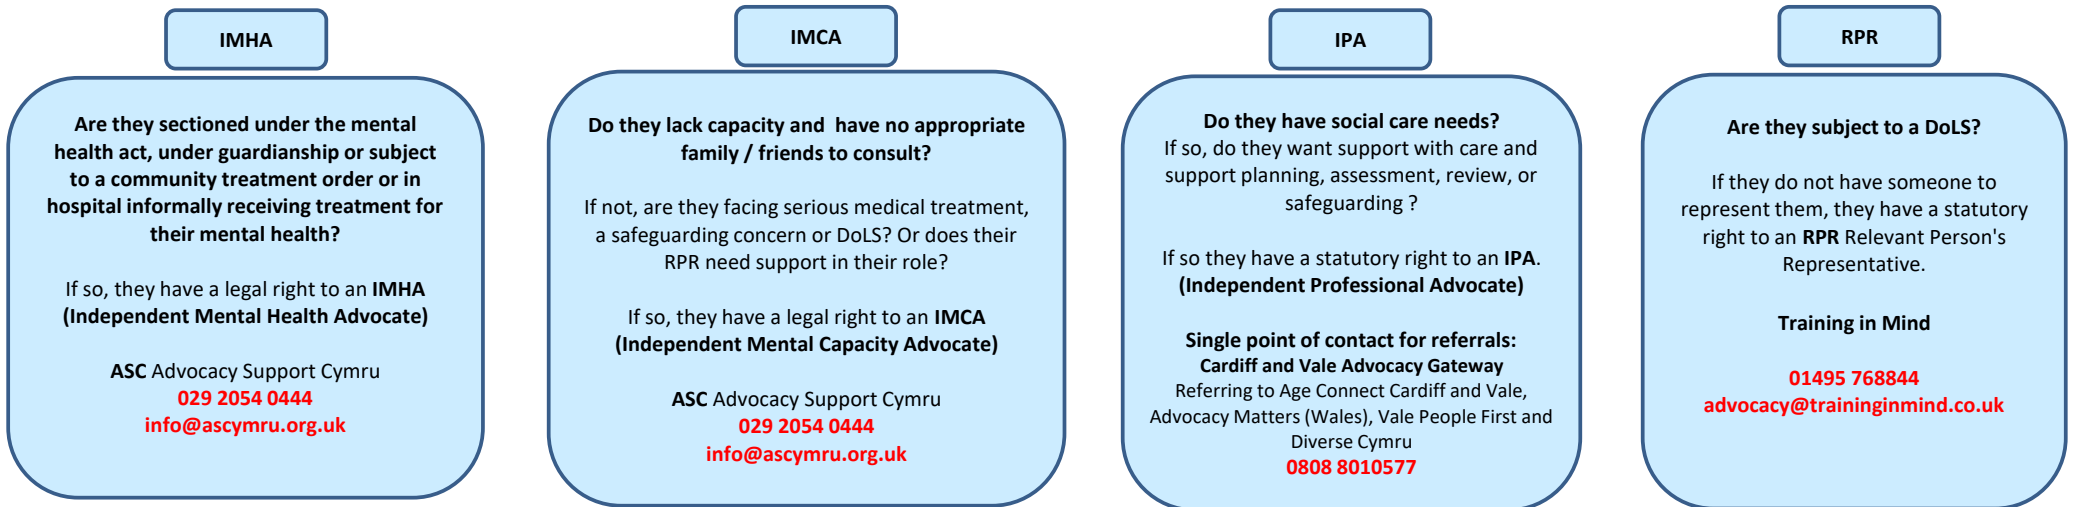 IMHA
Are they sectioned under the mental
health act, under guardianship or subject
to a community treatment order or in
hospital informally receiving treatment for
their mental health?
If so, they have a legal right to an IMHA
(Independent Mental Health Advocate)
ASC Advocacy Support Cymru
029 2054 0444
info@ascymru.org.uk
IMCA
Do they lack capacity and have no appropriate
family / friends to consult?
If not, are they facing serious medical treatment,
a safeguarding concern or DoLS? Or does their
RPR need support in their role?
If so, they have a legal right to an IMCA
(Independent Mental Capacity Advocate)
ASC Advocacy Support Cymru
029 2054 0444
info@ascymru.org.uk
IPA
Do they have social care needs?
If so, do they want support with care and
support planning, assessment, review, or
safeguarding ?
If so they have a statutory right to an IPA.
(Independent Professional Advocate)
Single point of contact for referrals:
Cardiff and Vale Advocacy Gateway
Referring to Age Connect Cardiff and Vale,
Advocacy Matters (Wales), Vale People First and
Diverse Cymru
0808 8010577
RPR
Are they subject to a DoLS?
If they do not have someone to
represent them, they have a statutory
right to an RPR Relevant Person's
Representative.
Training in Mind
01495 768844
advocacy@traininginmind.co.uk